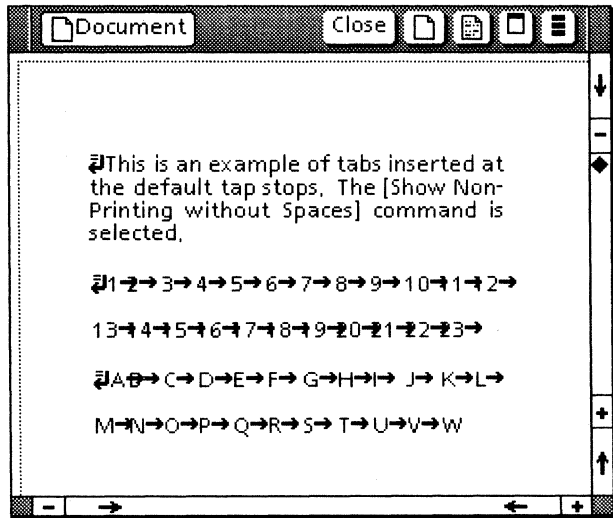 Document Close
This is an example of tabs inserted at
the default tap stops. The [Show Non-
Printing without Spaces] command is
selected.
1→2→3→4→5→6→7→8→9→10→11→12→
13→14→15→16→17→18→19→20→21→22→23→
A→B→C→D→E→F→G→H→I→J→K→L→
M→N→O→P→Q→R→S→T→U→V→W